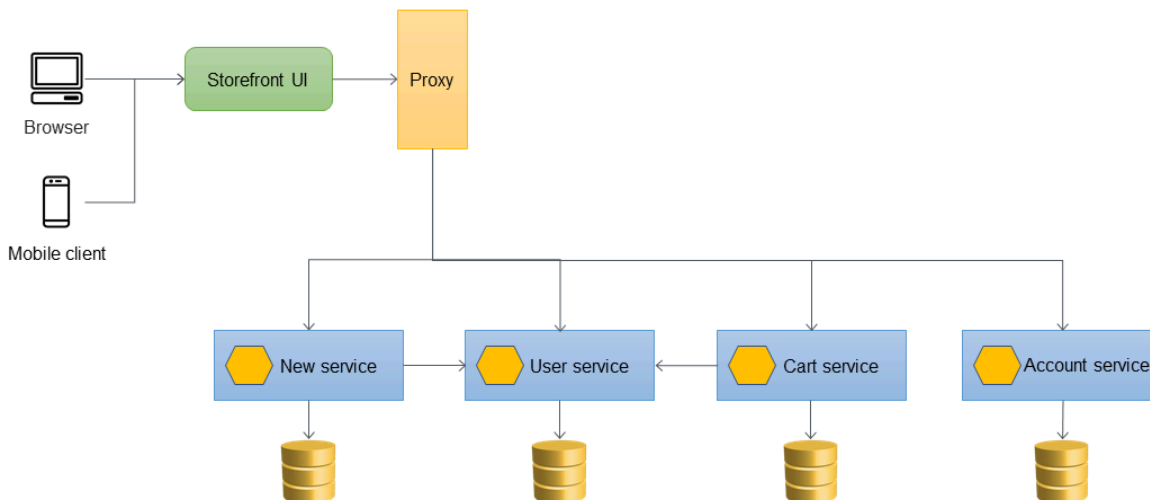 Storefront UI
Proxy
Browser
Mobile client
New service
User service
Cart service
Account service